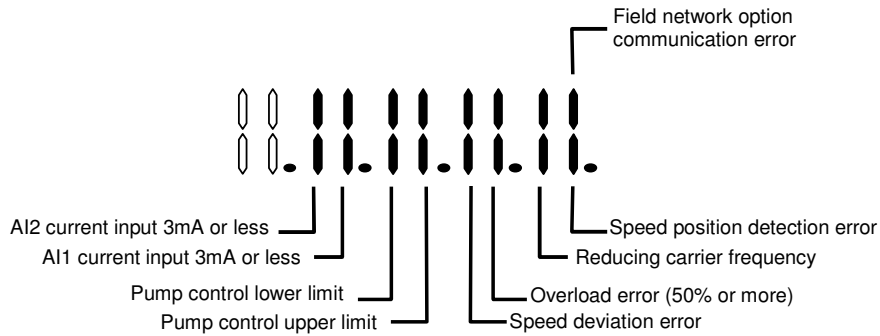 Field network option
communication error
AI2 current input 3mA or less
Speed position detection error
AI1 current input 3mA or less
Reducing carrier frequency
Pump control lower limit
Overload error (50% or more)
Pump control upper limit
Speed deviation error